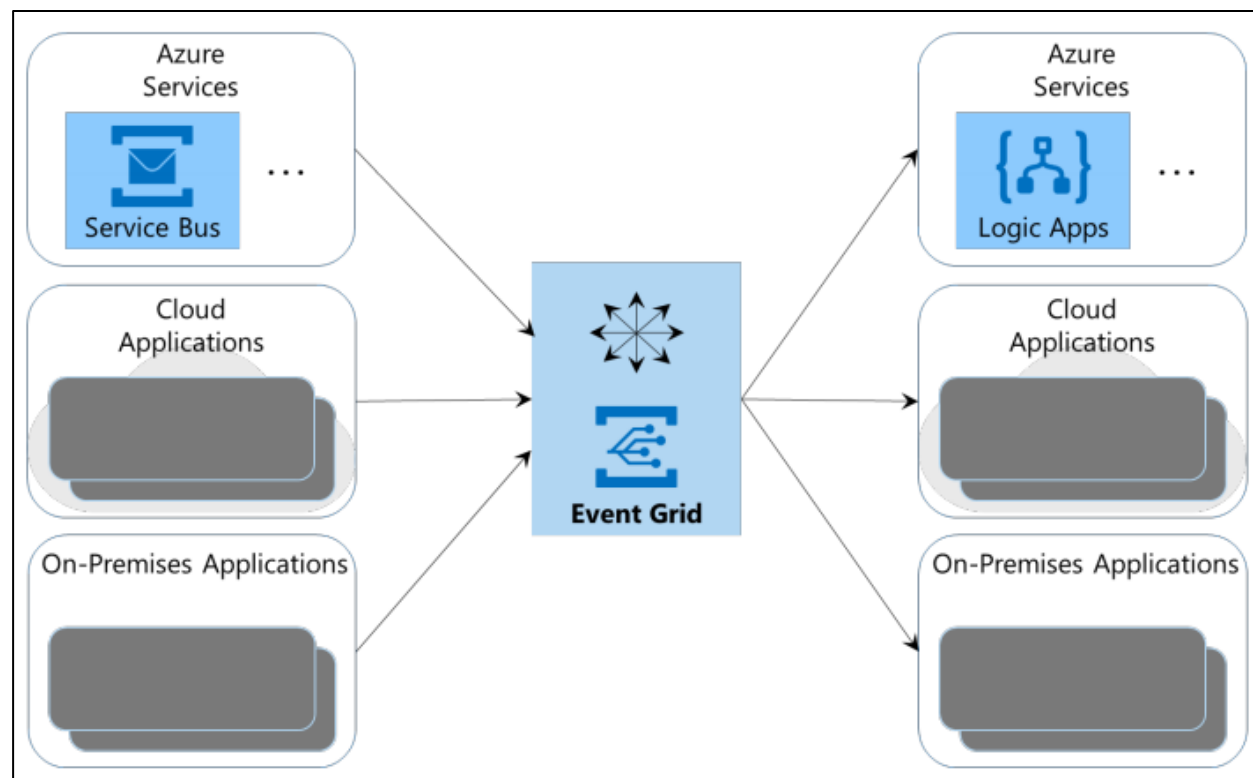 Azure
Services
Service Bus
...
Cloud
Applications
On-Premises Applications
Event Grid
Azure
Services
Logic Apps
...
Cloud
Applications
On-Premises Applications